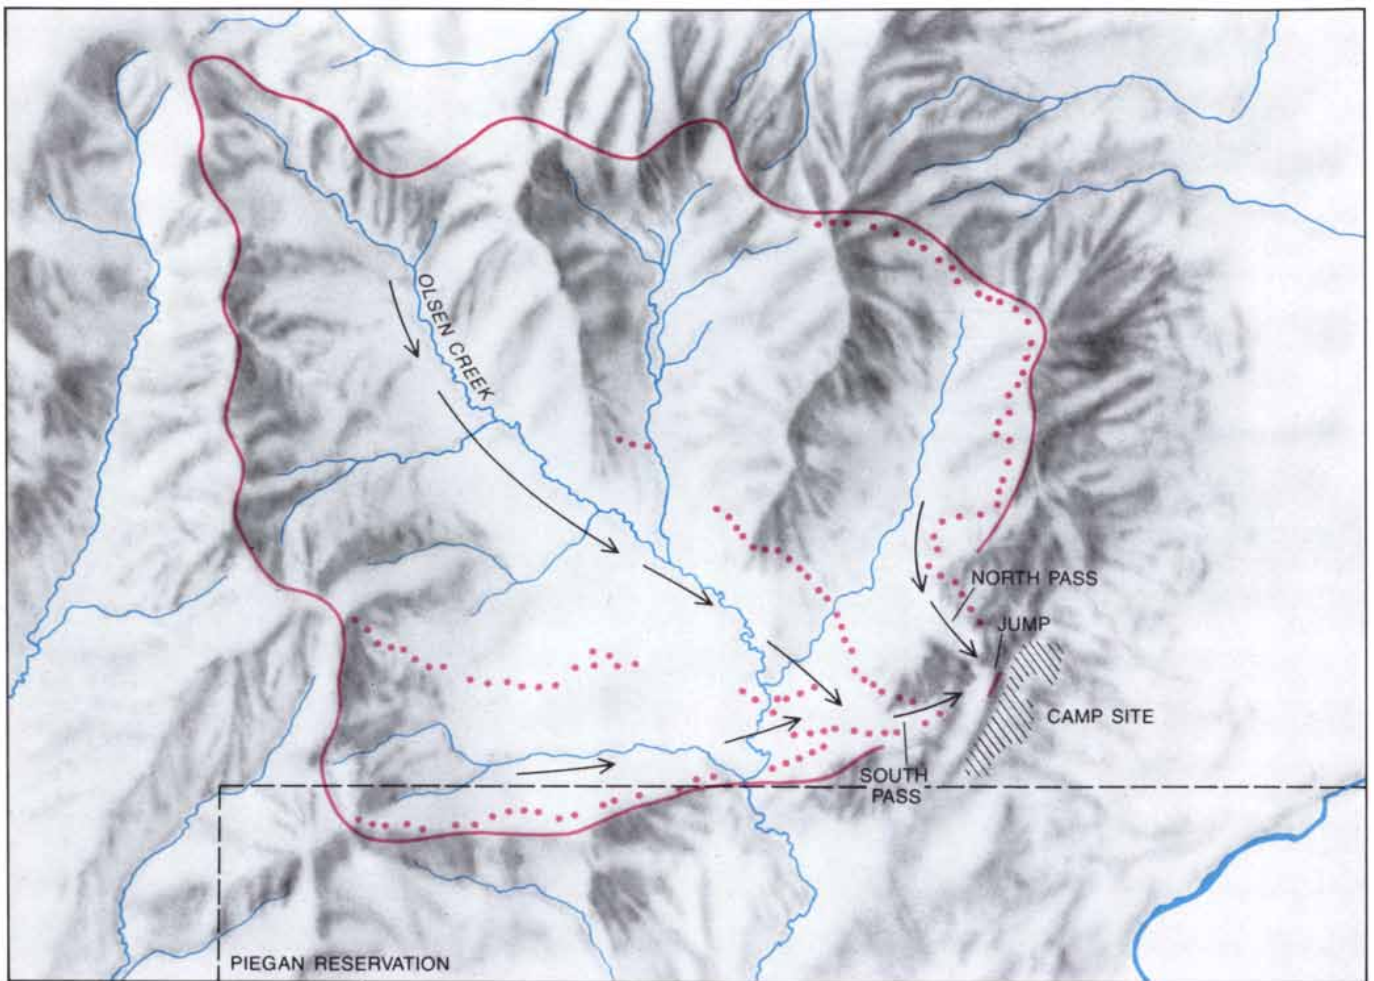 OLSEN CREEK
NORTH PASS
JUMP
CAMP SITE
SOUTH
PASS
PIEGAN RESERVATION